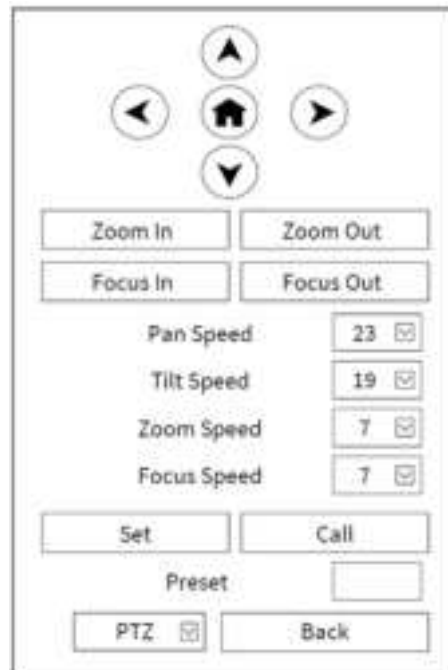 Zoom In Zoom Out
Focus In Focus Out
Pan Speed 23
Tilt Speed 19
Zoom Speed 7
Focus Speed 7
Set Call
Preset
PTZ Back